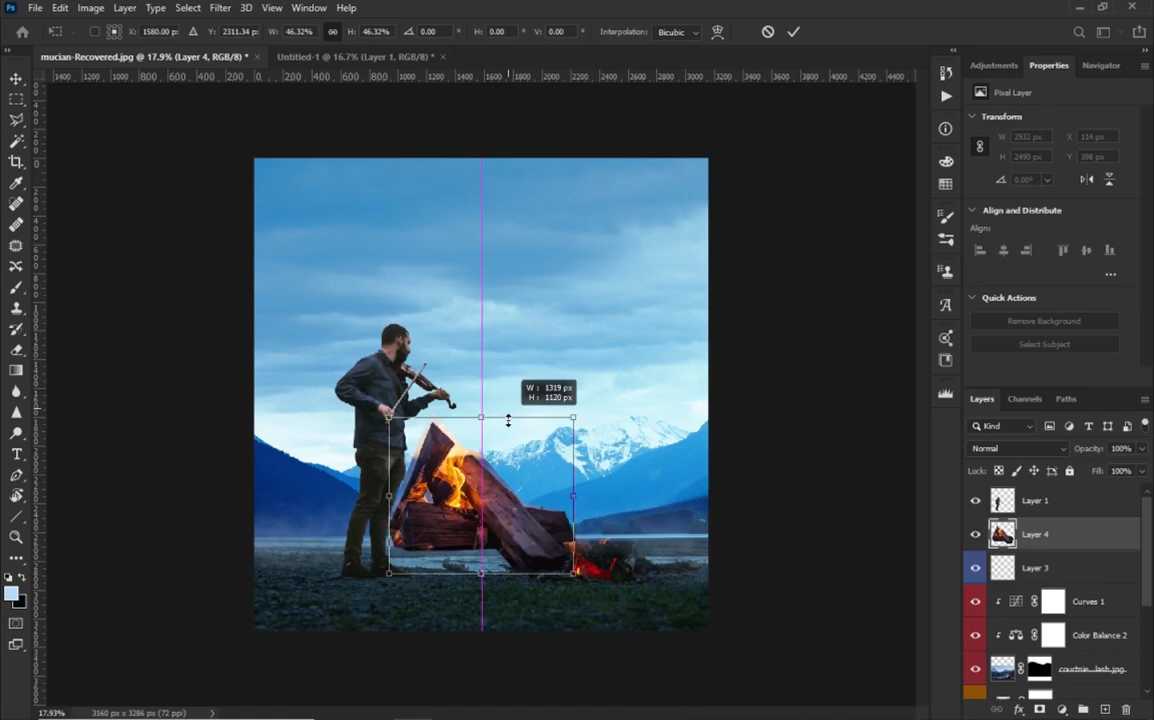 Ps File Edit Image Layer Type Select Filter 3D View Window Help
X: 1580.00 p Y: 2311.34 p W: 46.32% H: 46.32% 0.00 H: 0.00 V: 0.00 Interpolation: Bicubic
mucian-Recovered.jpg @ 17.9% (Layer 4, RGB/8) * × Untitled-1 @ 16.7% (Layer 1, RGB/8) * ×
1400 1200 1000 800 600 400 200 0 200 400 600 800 1000 1200 1400 1600 1800 2000 2200 2400 2600 2800 3000 3200 3400 3600 3800 4000 4200 4400
Adjustments Properties Navigator
Pixel Layer
Transform
W 2932 px X 114 px
H 2490 px Y 398 px
0.00°
Align and Distribute
Align:
Quick Actions
Remove Background
Select Subject
W : 1319 px
H : 1120 px
Layers Channels Paths
Kind
Normal Opacity: 100%
Lock: Fill: 100%
Layer 1
Layer 4
Layer 3
Curves 1
Color Balance 2
courtnie...lash.jpg.
17.93% 3160 px x 3286 px (72 ppi)